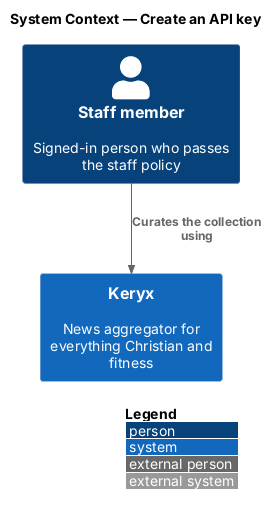 System Context — Create an API key
Staff member
Signed-in person who passes
the staff policy
Curates the collection
using
Keryx
News aggregator for
everything Christian and
fitness
Legend
person
system
external person
external system